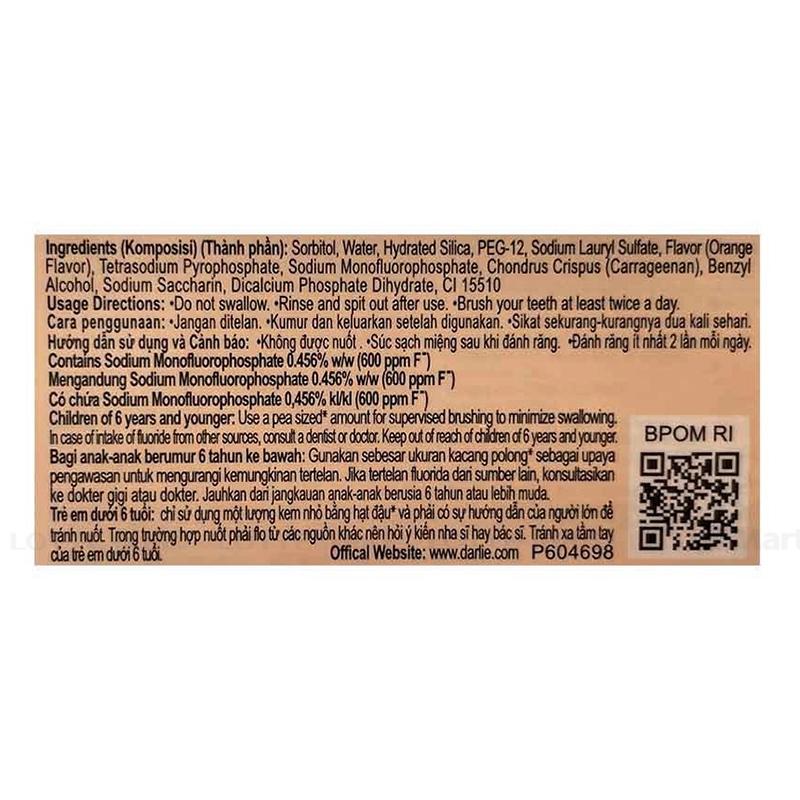 Ingredients (Komposisi) (Thành phần): Sorbitol, Water, Hydrated Silica, PEG-12, Sodium Lauryl Sulfate, Flavor (Orange
Flavor), Tetrasodium Pyrophosphate, Sodium Monofluorophosphate, Chondrus Crispus (Carrageenan), Benzyl
Alcohol, Sodium Saccharin, Dicalcium Phosphate Dihydrate, CI 15510
Usage Directions: •Do not swallow. •Rinse and spit out after use. •Brush your teeth at least twice a day.
Cara penggunaan: •Jangan ditelan. •Kumur dan keluarkan setelah digunakan. •Sikat sekurang-kurangnya dua kali sehari.
Hướng dẫn sử dụng và Cảnh báo: •Không được nuốt. •Súc sạch miệng sau khi đánh răng. •Đánh răng ít nhất 2 lần mỗi ngày.
Contains Sodium Monofluorophosphate 0.456% w/w (600 ppm F⁻)
Mengandung Sodium Monofluorophosphate 0.456% w/w (600 ppm F⁻)
Có chứa Sodium Monofluorophosphate 0,456% kl/kl (600 ppm F⁻)
Children of 6 years and younger: Use a pea sized* amount for supervised brushing to minimize swallowing.
In case of intake of fluoride from other sources, consult a dentist or doctor. Keep out of reach of children of 6 years and younger.
Bagi anak-anak berumur 6 tahun ke bawah: Gunakan sebesar ukuran kacang polong* sebagai upaya
pengawasan untuk mengurangi kemungkinan tertelan. Jika tertelan fluorida dari sumber lain, konsultasikan
ke dokter gigi atau dokter. Jauhkan dari jangkauan anak-anak berusia 6 tahun atau lebih muda.
Trẻ em dưới 6 tuổi: chỉ sử dụng một lượng kem nhỏ bằng hạt đậu* và phải có sự hướng dẫn của người lớn để
tránh nuốt. Trong trường hợp nuốt phải flo từ các nguồn khác nên hỏi ý kiến nha sĩ hay bác sĩ. Tránh xa tầm tay
của trẻ em dưới 6 tuổi.
Offical Website: www.darlie.com P604698
BPOM RI